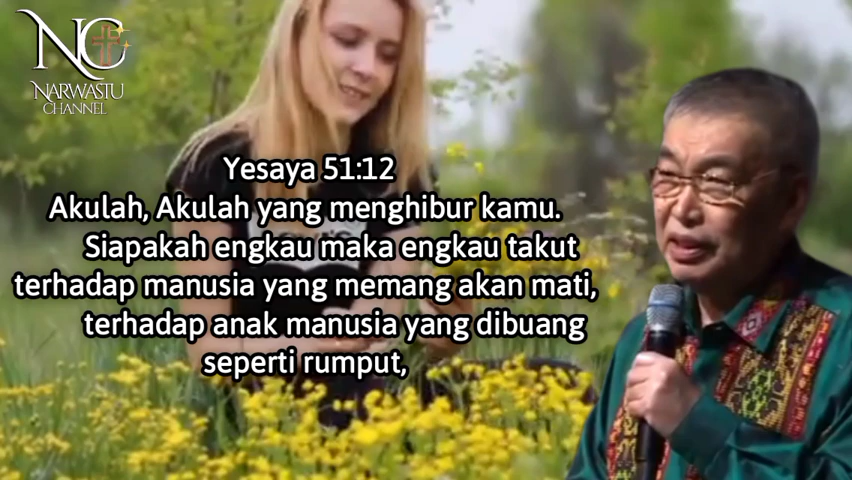 NC
NARWASTU
CHANNEL
Yesaya 51:12
Akulah, Akulah yang menghibur kamu.
Siapakah engkau maka engkau takut
terhadap manusia yang memang akan mati,
terhadap anak manusia yang dibuang
seperti rumput,